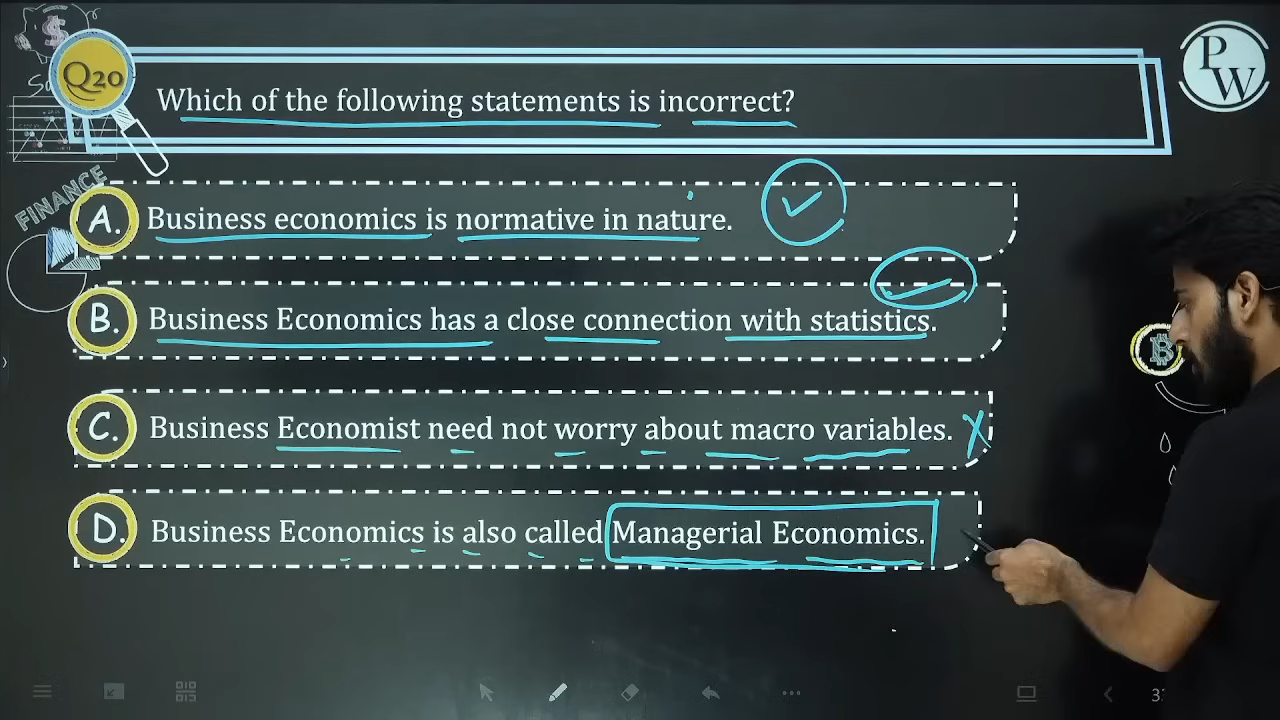 Q20
Which of the following statements is incorrect?
PW
FINANCE
A. Business economics is normative in nature.
B. Business Economics has a close connection with statistics.
C. Business Economist need not worry about macro variables.
D. Business Economics is also called Managerial Economics.